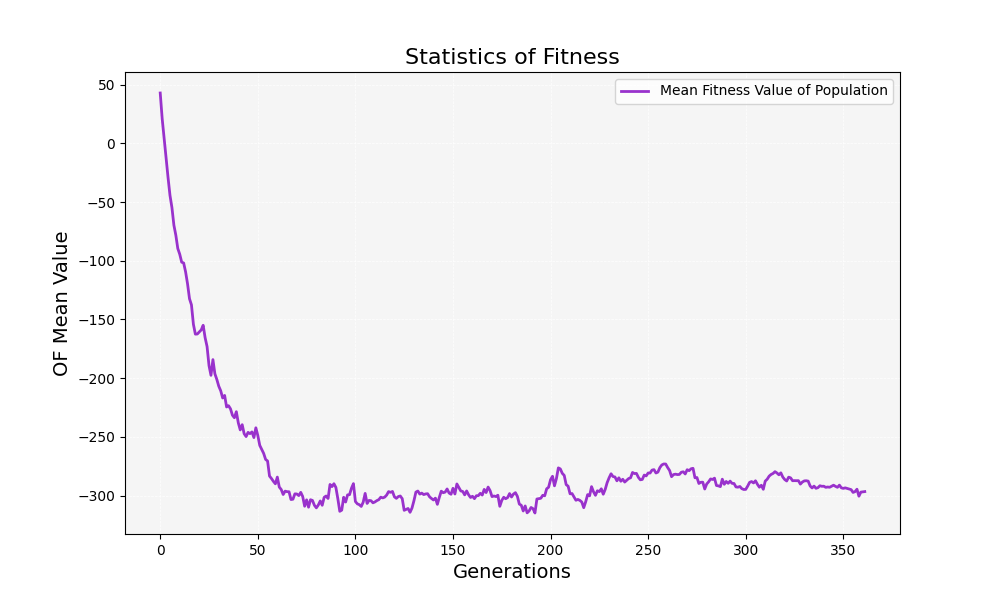 Statistics of Fitness
Mean Fitness Value of Population
OF Mean Value
50
0
−50
−100
−150
−200
−250
−300
0 50 100 150 200 250 300 350
Generations